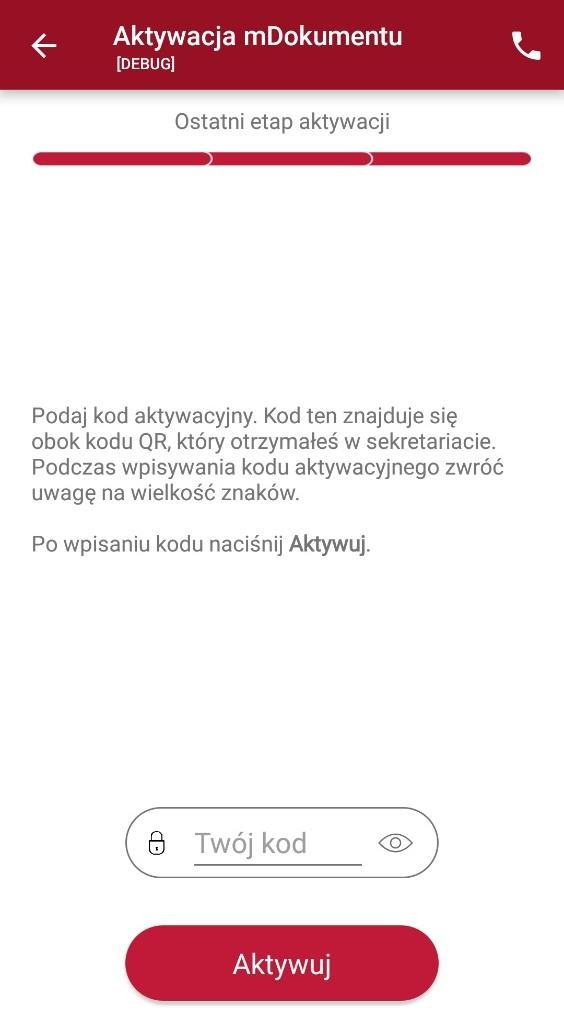 Aktywacja mDokumentu
[DEBUG]
Ostatni etap aktywacji
Podaj kod aktywacyjny. Kod ten znajduje się
obok kodu QR, który otrzymałeś w sekretariacie.
Podczas wpisywania kodu aktywacyjnego zwróć
uwagę na wielkość znaków.
Po wpisaniu kodu naciśnij Aktywuj.
Twój kod
Aktywuj